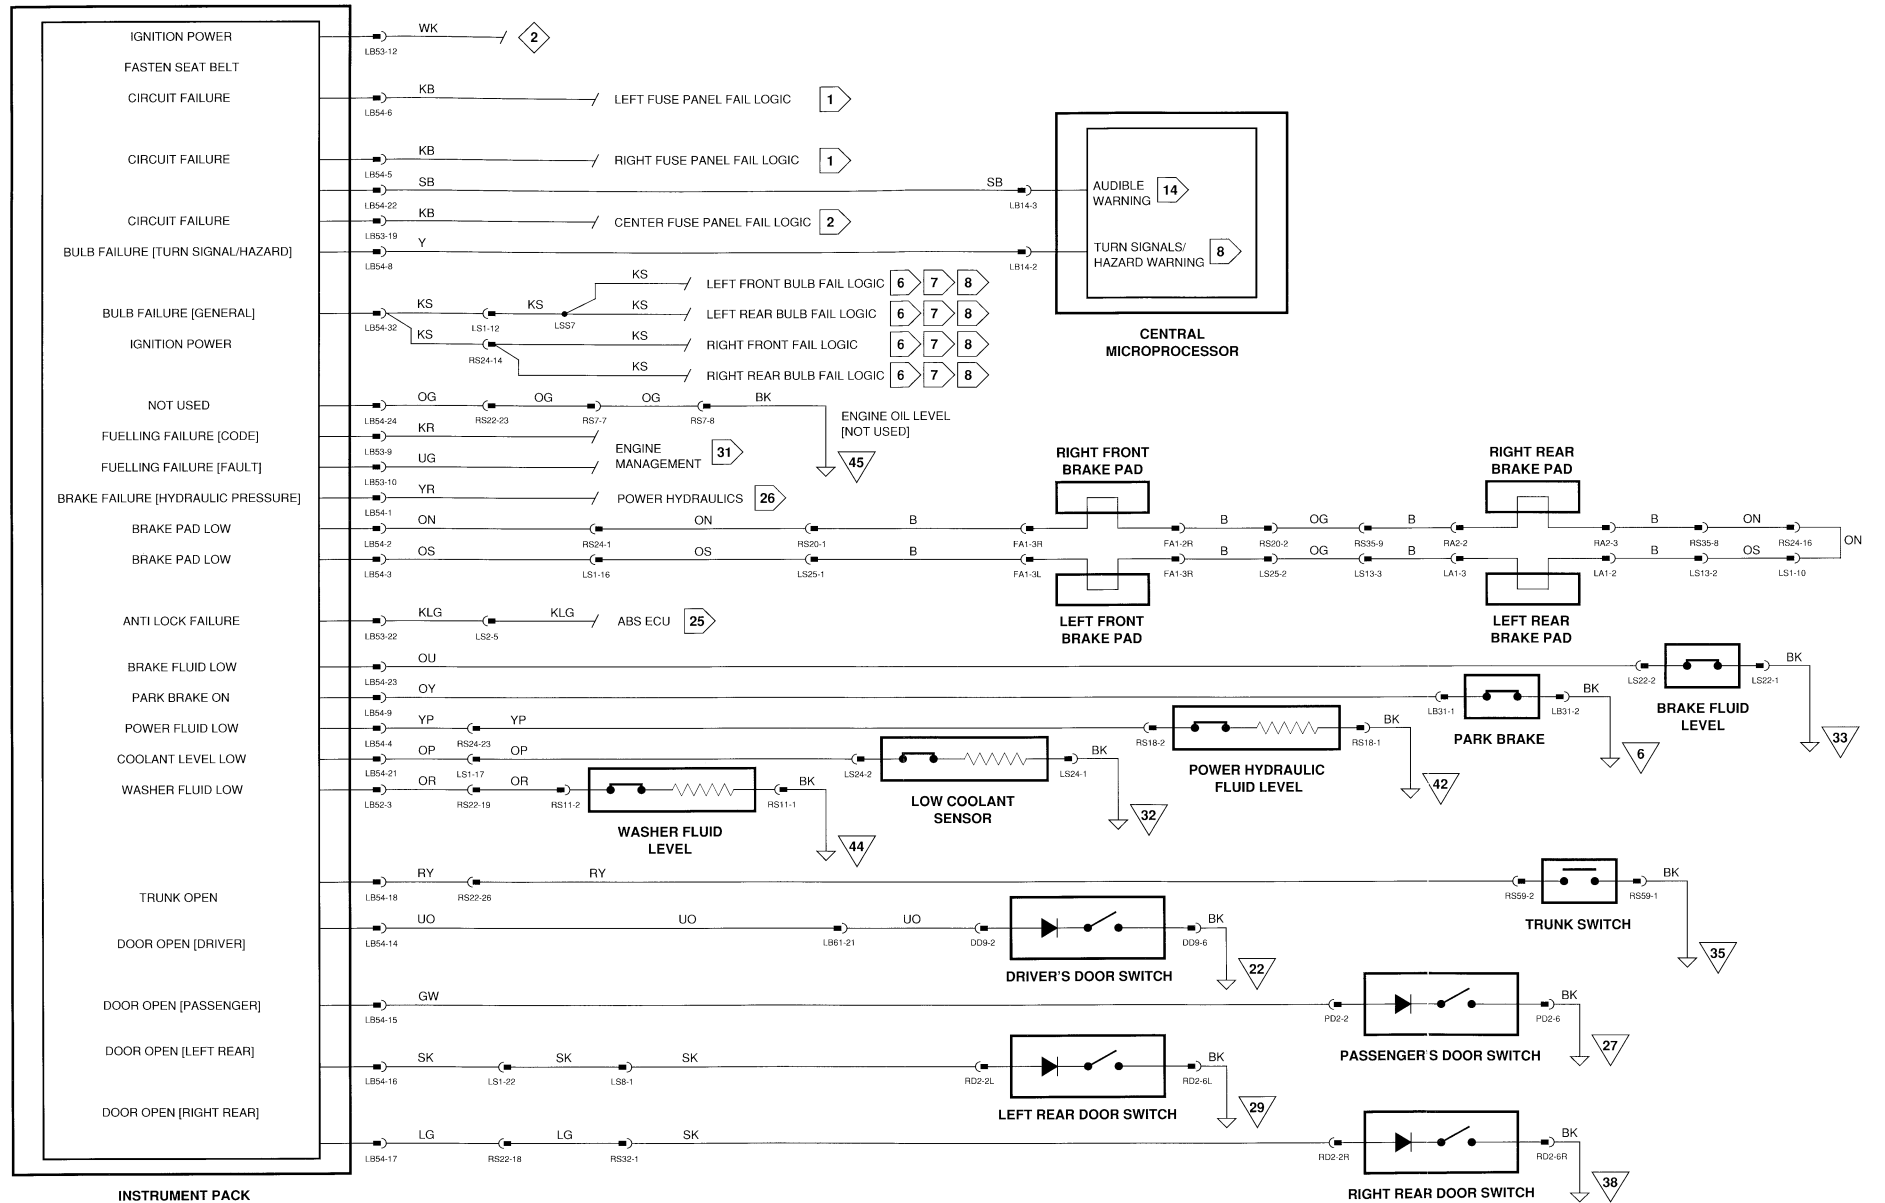 IGNITION POWER
WK
2
LB53-12
FASTEN SEAT BELT
CIRCUIT FAILURE
KB
LEFT FUSE PANEL FAIL LOGIC
1
LB54-6
CIRCUIT FAILURE
KB
RIGHT FUSE PANEL FAIL LOGIC
1
LB54-5
SB
SB
AUDIBLE
WARNING
14
LB54-22
LB14-3
CIRCUIT FAILURE
KB
CENTER FUSE PANEL FAIL LOGIC
2
LB53-19
BULB FAILURE [TURN SIGNAL/HAZARD]
Y
TURN SIGNALS/
HAZARD WARNING
8
LB54-8
LB14-2
CENTRAL
MICROPROCESSOR
KS
LEFT FRONT BULB FAIL LOGIC
6 7 8
BULB FAILURE [GENERAL]
KS
KS
KS
LEFT REAR BULB FAIL LOGIC
6 7 8
LB54-32
LS1-12
LSS7
IGNITION POWER
KS
KS
RIGHT FRONT FAIL LOGIC
6 7 8
RS24-14
KS
RIGHT REAR BULB FAIL LOGIC
6 7 8
NOT USED
OG
OG
OG
BK
ENGINE OIL LEVEL
[NOT USED]
LB54-24
RS22-23
RS7-7
RS7-8
45
FUELLING FAILURE [CODE]
KR
LB53-9
ENGINE
MANAGEMENT
31
FUELLING FAILURE [FAULT]
UG
LB53-10
BRAKE FAILURE [HYDRAULIC PRESSURE]
YR
POWER HYDRAULICS
26
LB54-1
RIGHT FRONT
BRAKE PAD
RIGHT REAR
BRAKE PAD
BRAKE PAD LOW
ON
ON
B
B
OG
B
B
ON
ON
LB54-2
RS24-1
RS20-1
FA1-3R
FA1-2R
RS20-2
RS35-9
RA2-2
RA2-3
RS35-8
RS24-16
BRAKE PAD LOW
OS
OS
B
B
OG
B
B
OS
LB54-3
LS1-16
LS25-1
FA1-3L
FA1-3R
LS25-2
LS13-3
LA1-3
LA1-2
LS13-2
LS1-10
LEFT FRONT
BRAKE PAD
LEFT REAR
BRAKE PAD
ANTI LOCK FAILURE
KLG
KLG
ABS ECU
25
LB53-22
LS2-5
BRAKE FLUID LOW
OU
BK
LB54-23
LS22-2
LS22-1
BRAKE FLUID
LEVEL
33
PARK BRAKE ON
OY
BK
LB54-9
LB31-1
LB31-2
PARK BRAKE
6
POWER FLUID LOW
YP
YP
BK
LB54-4
RS24-23
RS18-2
RS18-1
POWER HYDRAULIC
FLUID LEVEL
42
COOLANT LEVEL LOW
OP
OP
BK
LB54-21
LS1-17
LS24-2
LS24-1
LOW COOLANT
SENSOR
32
WASHER FLUID LOW
OR
OR
BK
LB52-3
RS22-19
RS11-2
RS11-1
WASHER FLUID
LEVEL
44
RY
RY
BK
LB54-18
RS22-26
RS59-2
RS59-1
TRUNK OPEN
TRUNK SWITCH
35
UO
UO
UO
BK
LB54-14
LB61-21
DD9-2
DD9-6
DOOR OPEN [DRIVER]
DRIVER'S DOOR SWITCH
22
DOOR OPEN [PASSENGER]
GW
BK
LB54-15
PD2-2
PD2-6
PASSENGER'S DOOR SWITCH
27
DOOR OPEN [LEFT REAR]
SK
SK
SK
BK
LB54-16
LS1-22
LS8-1
RD2-2L
RD2-6L
LEFT REAR DOOR SWITCH
29
DOOR OPEN [RIGHT REAR]
LG
LG
SK
BK
LB54-17
RS22-18
RS32-1
RD2-2R
RD2-6R
RIGHT REAR DOOR SWITCH
38
INSTRUMENT PACK